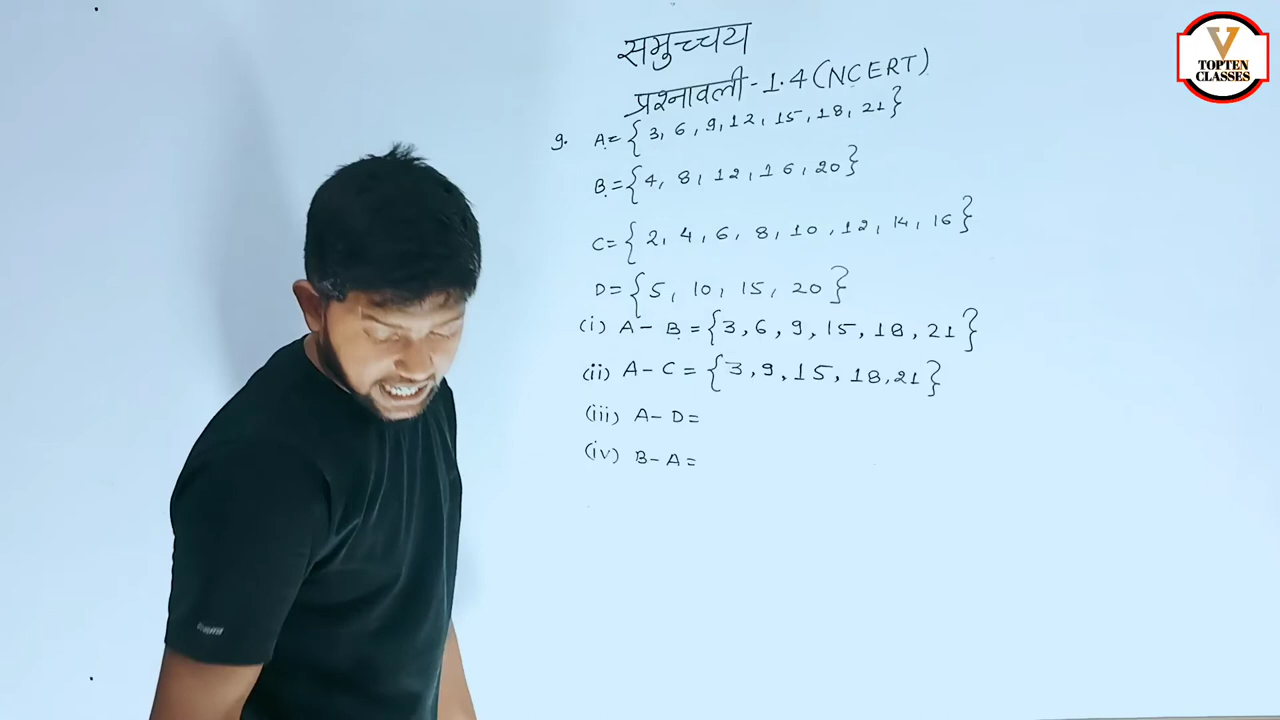 समुच्चय
प्रश्नावली-1.4(NCERT)
9. A={3, 6, 9, 12, 15, 18, 21}
B={4, 8, 12, 16, 20}
C={2, 4, 6, 8, 10, 12, 14, 16}
D={5, 10, 15, 20}
(i) A-B={3, 6, 9, 15, 18, 21}
(ii) A-C={3, 9, 15, 18, 21}
(iii) A-D=
(iv) B-A=
V
TOPTEN
CLASSES